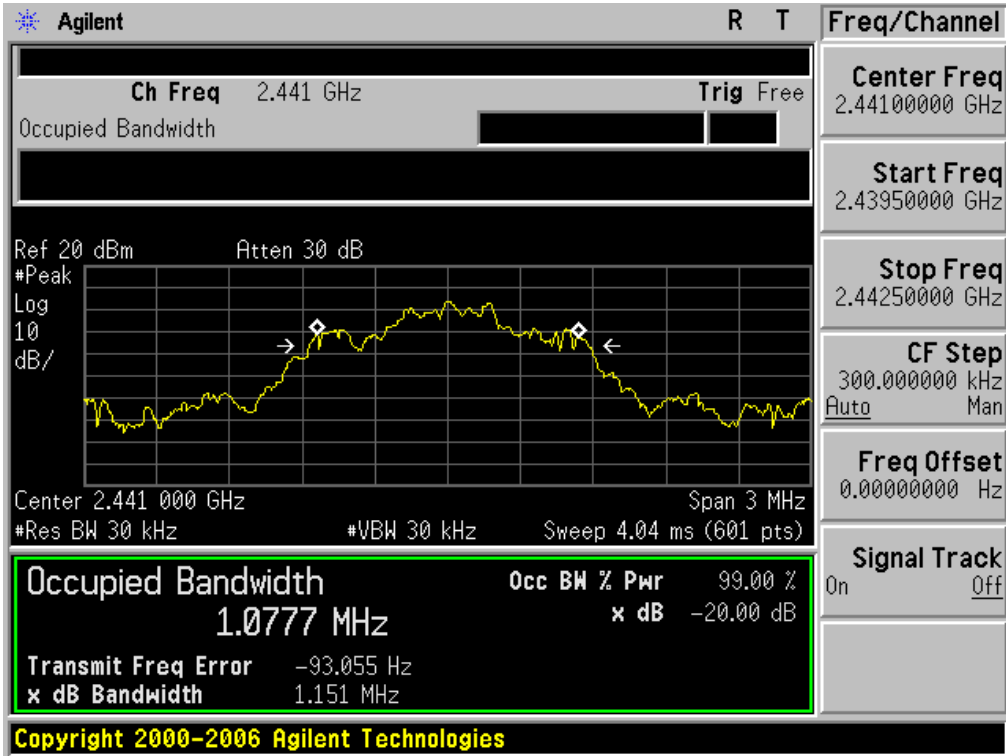 Agilent R T
Ch Freq 2.441 GHz Trig Free
Occupied Bandwidth
Ref 20 dBm Atten 30 dB
#Peak
Log
10
dB/
Center 2.441 000 GHz Span 3 MHz
#Res BW 30 kHz #VBW 30 kHz Sweep 4.04 ms (601 pts)
Occupied Bandwidth Occ BW % Pwr 99.00 %
1.0777 MHz x dB -20.00 dB
Transmit Freq Error -93.055 Hz
x dB Bandwidth 1.151 MHz
Copyright 2000-2006 Agilent Technologies
Freq/Channel
Center Freq
2.44100000 GHz
Start Freq
2.43950000 GHz
Stop Freq
2.44250000 GHz
CF Step
300.000000 kHz
Auto Man
Freq Offset
0.00000000 Hz
Signal Track
On Off